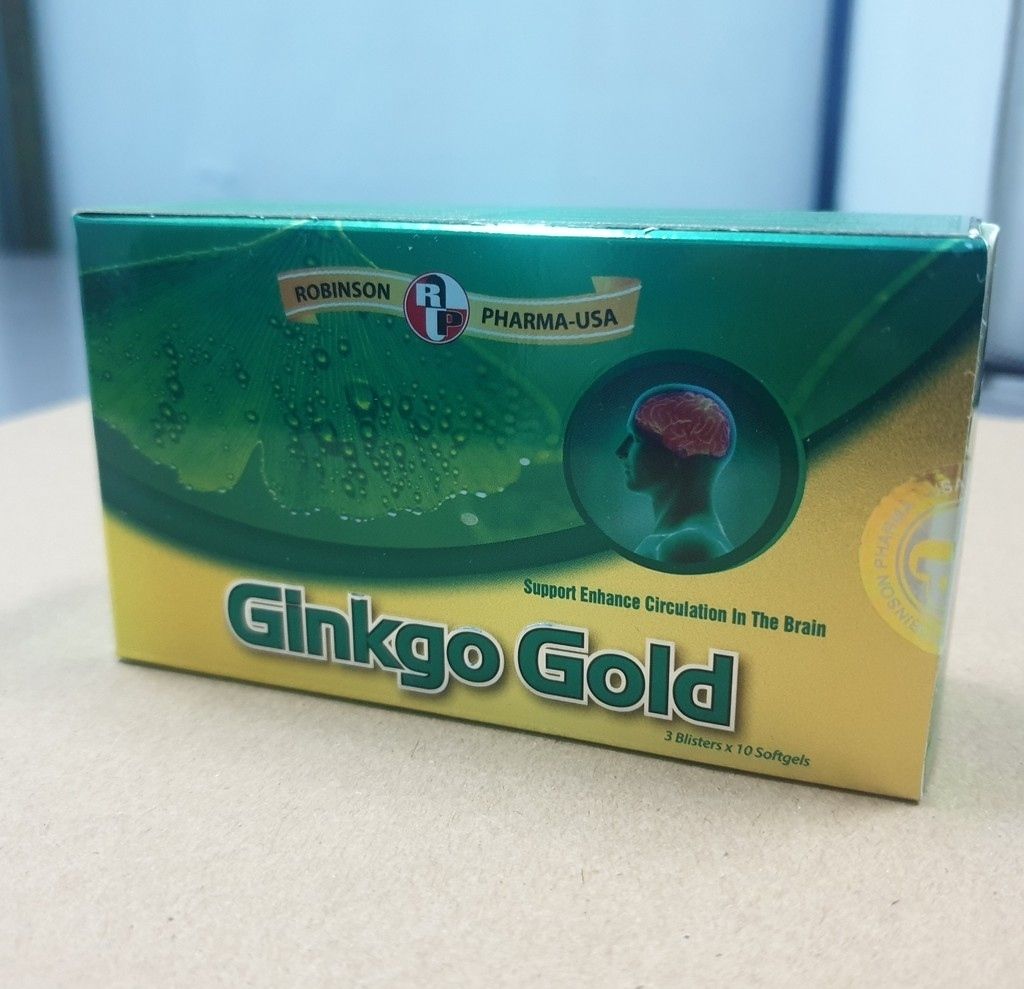 ROBINSON RP PHARMA-USA
Support Enhance Circulation In The Brain
Ginkgo Gold
3 Blisters x 10 Softgels